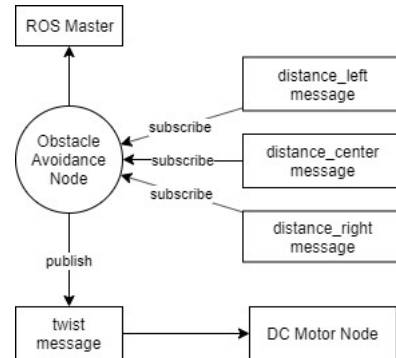 ROS Master
distance_left
message
subscribe
Obstacle
Avoidance
Node
subscribe
distance_center
message
subscribe
distance_right
message
publish
twist
message
DC Motor Node